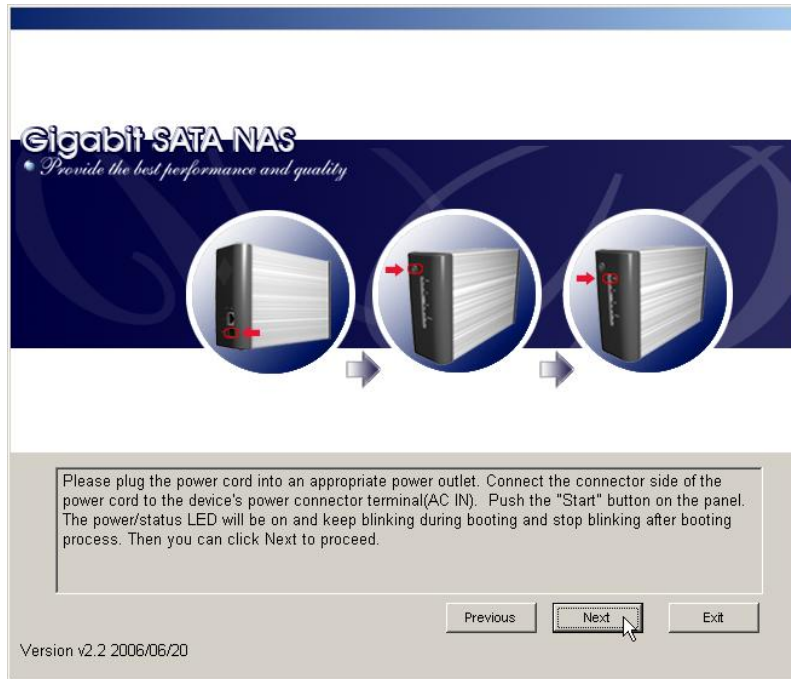 Gigabit SATA NAS
Provide the best performance and quality
Please plug the power cord into an appropriate power outlet. Connect the connector side of the
power cord to the device's power connector terminal(AC IN). Push the "Start" button on the panel.
The power/status LED will be on and keep blinking during booting and stop blinking after booting
process. Then you can click Next to proceed.
Previous Next Exit
Version v2.2 2006/06/20